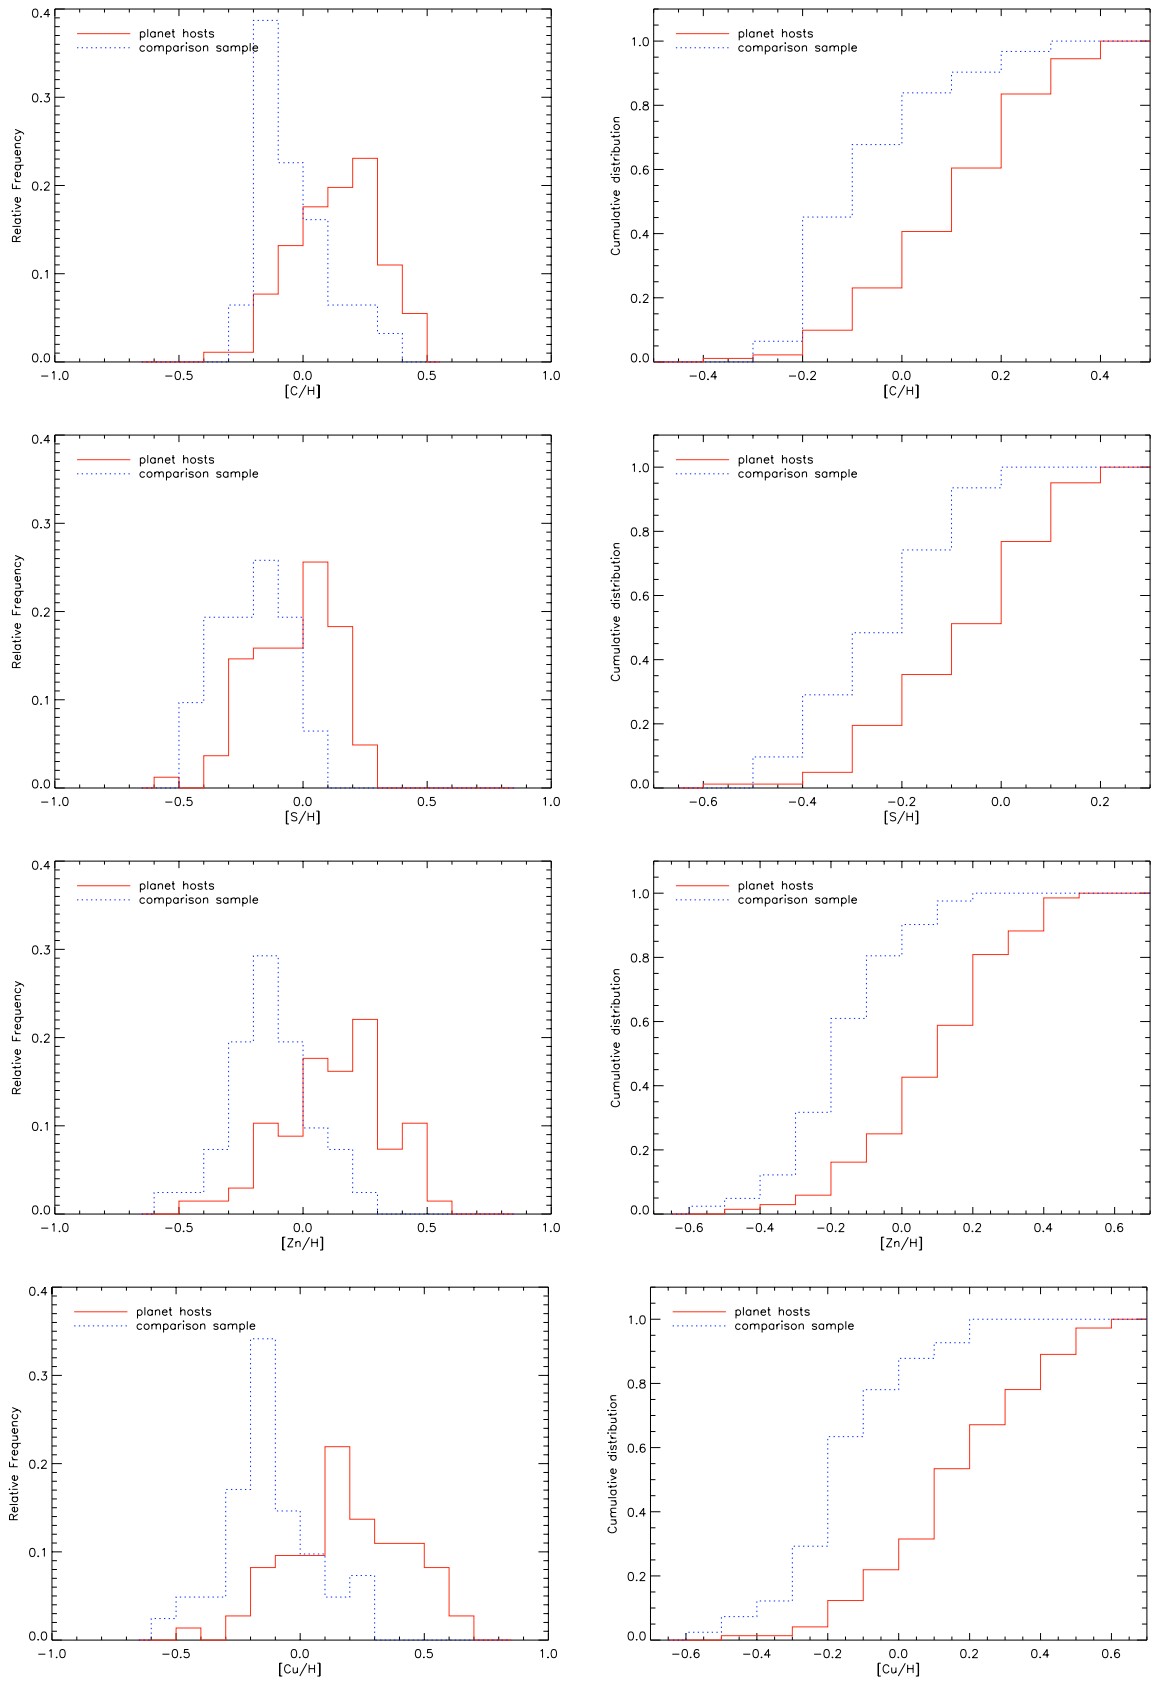 0.4
planet hosts
comparison sample
0.3
Relative Frequency
0.2
0.1
0.0
−1.0 −0.5 0.0 0.5 1.0
[C/H]
planet hosts
1.0
comparison sample
0.8
Cumulative distribution
0.6
0.4
0.2
0.0
−0.4 −0.2 0.0 0.2 0.4
[C/H]
0.4
planet hosts
comparison sample
0.3
Relative Frequency
0.2
0.1
0.0
−1.0 −0.5 0.0 0.5 1.0
[S/H]
planet hosts
1.0
comparison sample
0.8
Cumulative distribution
0.6
0.4
0.2
0.0
−0.6 −0.4 −0.2 0.0 0.2
[S/H]
0.4
planet hosts
comparison sample
0.3
Relative Frequency
0.2
0.1
0.0
−1.0 −0.5 0.0 0.5 1.0
[Zn/H]
planet hosts
1.0
comparison sample
0.8
Cumulative distribution
0.6
0.4
0.2
0.0
−0.6 −0.4 −0.2 0.0 0.2 0.4 0.6
[Zn/H]
0.4
planet hosts
comparison sample
0.3
Relative Frequency
0.2
0.1
0.0
−1.0 −0.5 0.0 0.5 1.0
[Cu/H]
planet hosts
1.0
comparison sample
0.8
Cumulative distribution
0.6
0.4
0.2
0.0
−0.6 −0.4 −0.2 0.0 0.2 0.4 0.6
[Cu/H]